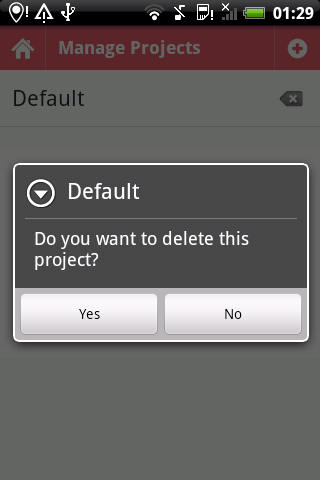 01:29
Manage Projects
Default
Default
Do you want to delete this
project?
Yes
No